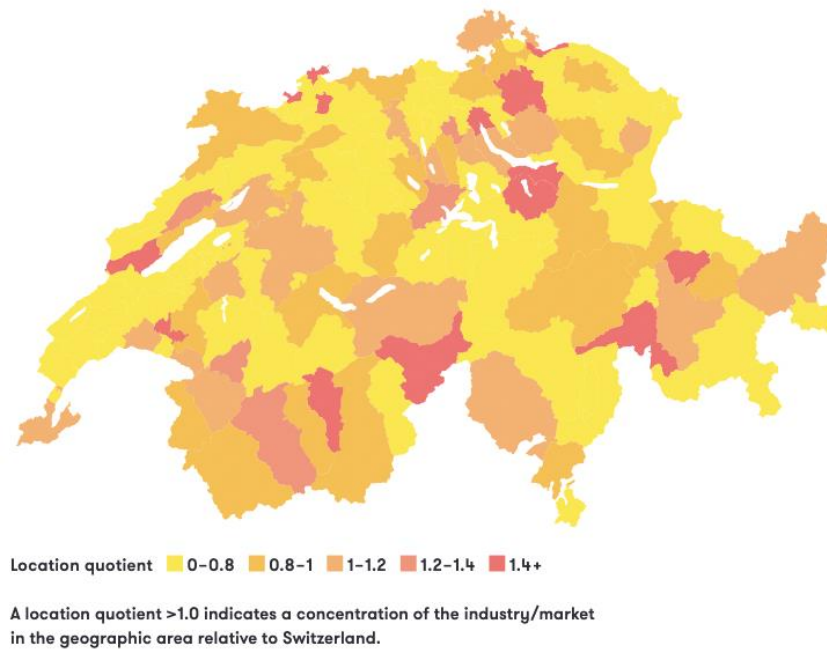 Location quotient 0–0.8 0.8–1 1–1.2 1.2–1.4 1.4+
A location quotient >1.0 indicates a concentration of the industry/market
in the geographic area relative to Switzerland.